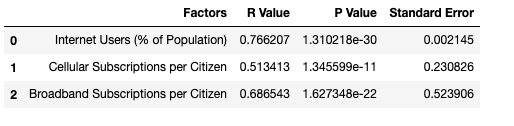 Factors R Value P Value Standard Error
0 Internet Users (% of Population) 0.766207 1.310218e-30 0.002145
1 Cellular Subscriptions per Citizen 0.513413 1.345599e-11 0.230826
2 Broadband Subscriptions per Citizen 0.686543 1.627348e-22 0.523906